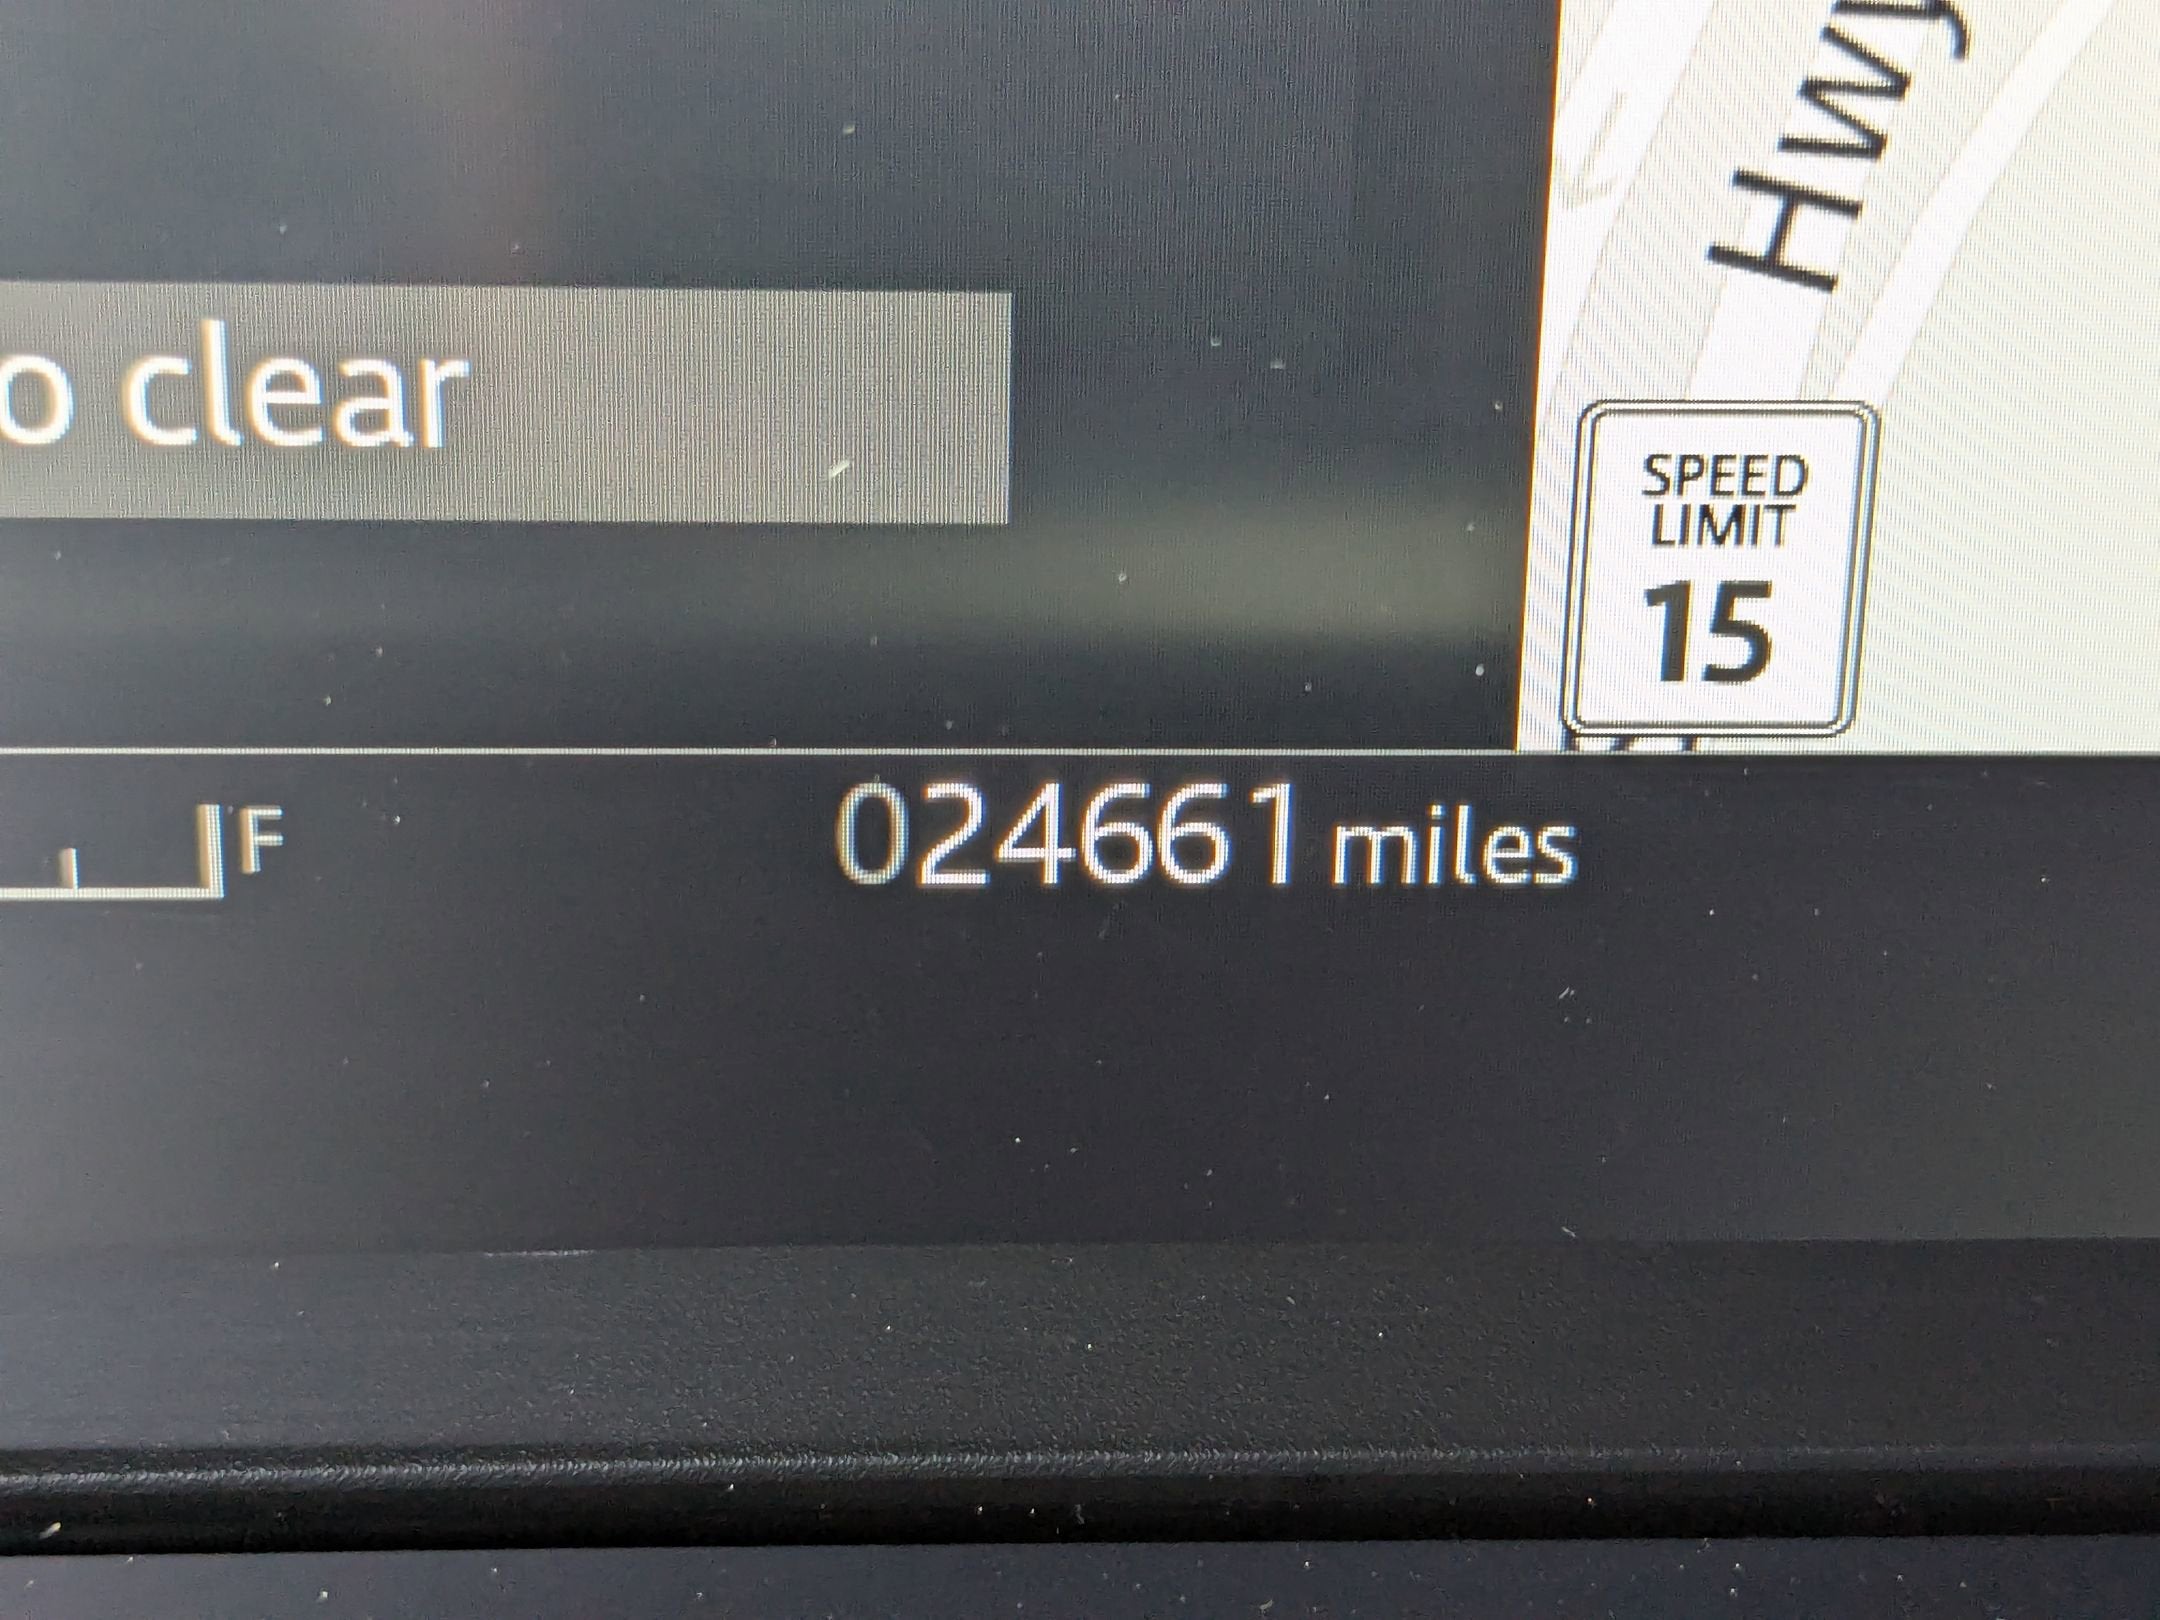 Hwy
o clear
SPEED
LIMIT
15
F
024661 miles